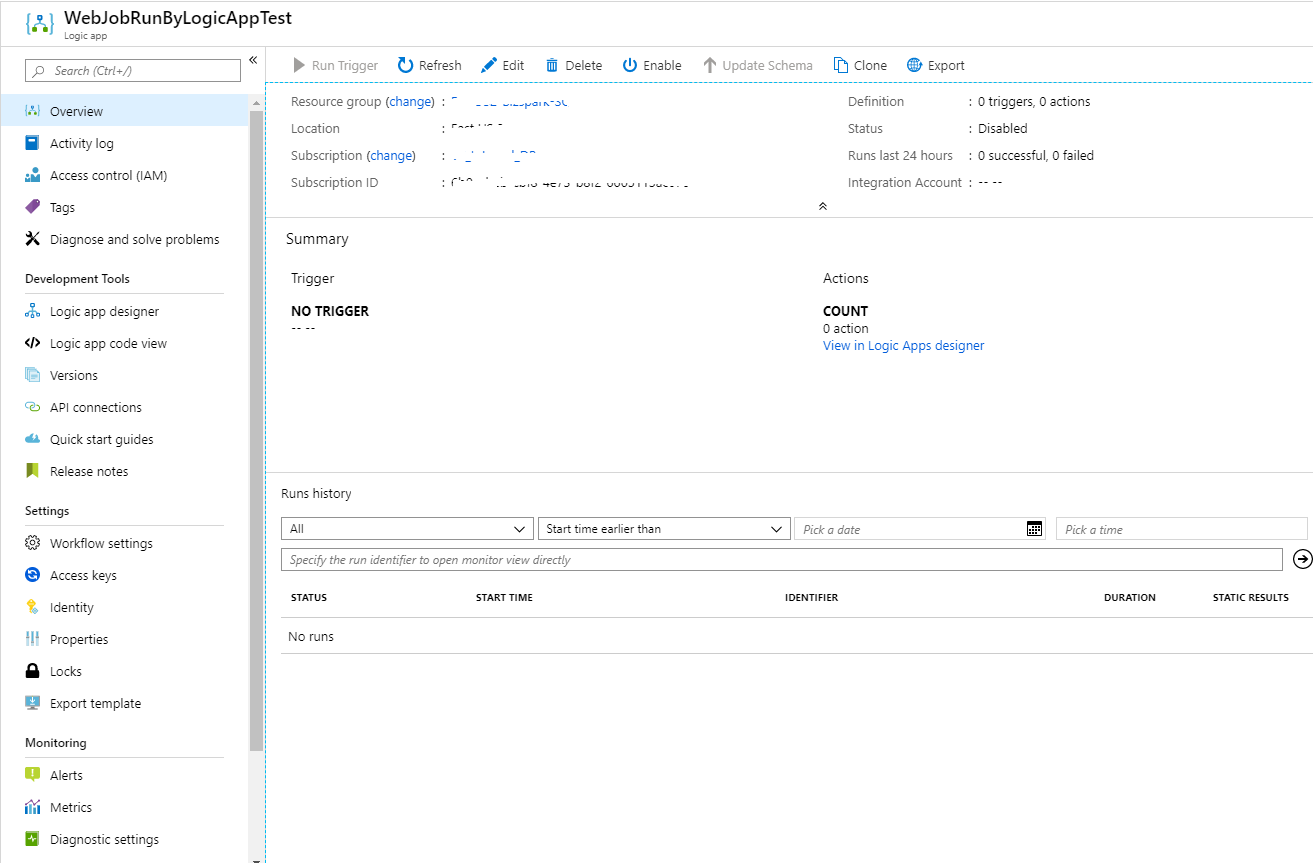 WebJobRunByLogicAppTest
Logic app
Search (Ctrl+/)
Overview
Activity log
Access control (IAM)
Tags
Diagnose and solve problems
Development Tools
Logic app designer
Logic app code view
Versions
API connections
Quick start guides
Release notes
Settings
Workflow settings
Access keys
Identity
Properties
Locks
Export template
Monitoring
Alerts
Metrics
Diagnostic settings
Run Trigger Refresh Edit Delete Enable Update Schema Clone Export
Resource group (change) :
Location :
Subscription (change) :
Subscription ID :
Definition : 0 triggers, 0 actions
Status : Disabled
Runs last 24 hours : 0 successful, 0 failed
Integration Account : -- --
Summary
Trigger
NO TRIGGER
-- --
Actions
COUNT
0 action
View in Logic Apps designer
Runs history
All Start time earlier than Pick a date Pick a time
Specify the run identifier to open monitor view directly
STATUS START TIME IDENTIFIER DURATION STATIC RESULTS
No runs